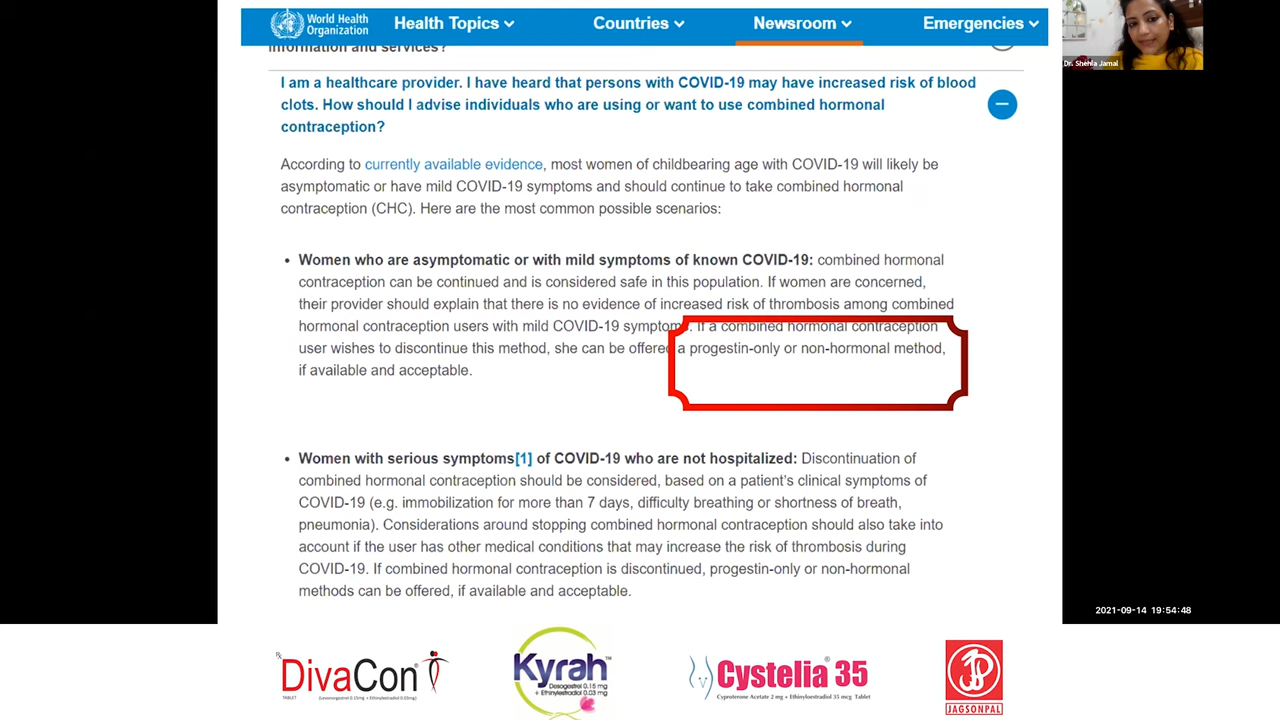 World Health
Organization
Health Topics
Countries
Newsroom
Emergencies
information and services?
I am a healthcare provider. I have heard that persons with COVID-19 may have increased risk of blood
clots. How should I advise individuals who are using or want to use combined hormonal
contraception?
According to currently available evidence, most women of childbearing age with COVID-19 will likely be
asymptomatic or have mild COVID-19 symptoms and should continue to take combined hormonal
contraception (CHC). Here are the most common possible scenarios:
• Women who are asymptomatic or with mild symptoms of known COVID-19: combined hormonal
contraception can be continued and is considered safe in this population. If women are concerned,
their provider should explain that there is no evidence of increased risk of thrombosis among combined
hormonal contraception users with mild COVID-19 symptoms. If a combined hormonal contraception
user wishes to discontinue this method, she can be offered a progestin-only or non-hormonal method,
if available and acceptable.
• Women with serious symptoms[1] of COVID-19 who are not hospitalized: Discontinuation of
combined hormonal contraception should be considered, based on a patient's clinical symptoms of
COVID-19 (e.g. immobilization for more than 7 days, difficulty breathing or shortness of breath,
pneumonia). Considerations around stopping combined hormonal contraception should also take into
account if the user has other medical conditions that may increase the risk of thrombosis during
COVID-19. If combined hormonal contraception is discontinued, progestin-only or non-hormonal
methods can be offered, if available and acceptable.
Dr. Shehla Jamal
2021-09-14 19:54:48
Rx
DivaCon®
TABLET (Levonorgestrel 0.15mg + Ethinylestradiol 0.03mg)
Kyrah™
Desogestrel 0.15 mg
+ Ethinylestradiol 0.03 mg
Cystelia® 35
Cyproterone Acetate 2 mg + Ethinyloestradiol 35 mcg Tablet
JAGSONPAL